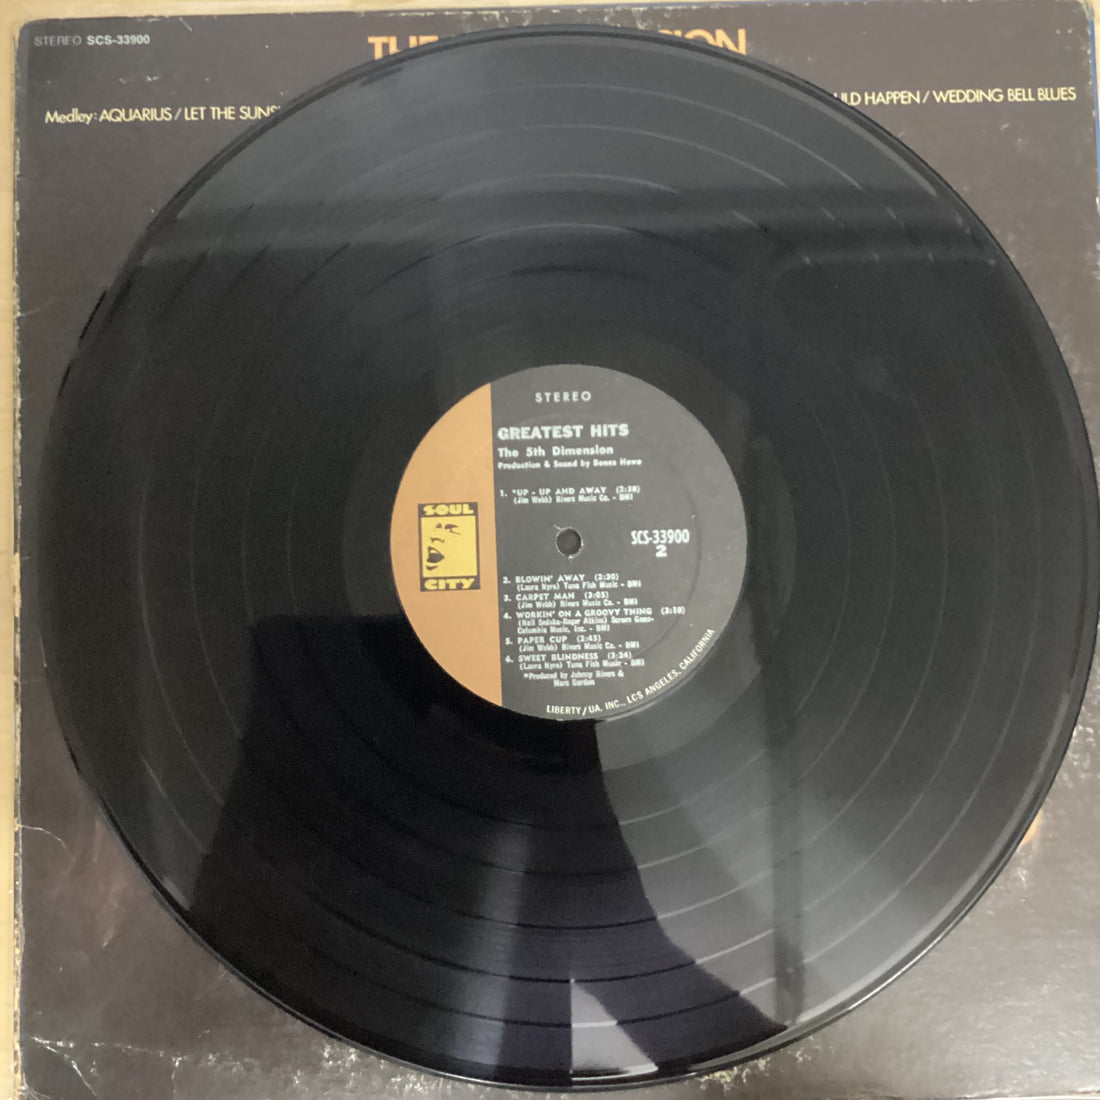 STEREO SCS-33900
THE
SION
Medley: AQUARIUS / LET THE SUNS
ULD HAPPEN / WEDDING BELL BLUES
STEREO
GREATEST HITS
The 5th Dimension
Production & Sound by Bones Howe
1. *UP - UP AND AWAY (2:38)
(Jim Webb) Rivers Music Co. - BMI
SOUL
CITY
SCS-33900
2
2. BLOWIN' AWAY (2:20)
(Laura Nyro) Tuna Fish Music - BMI
3. CARPET MAN (3:05)
(Jim Webb) Rivers Music Co. - BMI
4. WORKIN' ON A GROOVY THING (3:10)
(Neil Sedaka-Roger Atkins) Screen Gems-
Columbia Music, Inc. - BMI
5. PAPER CUP (2:45)
(Jim Webb) Rivers Music Co. - BMI
6. SWEET BLINDNESS (3:24)
(Laura Nyro) Tuna Fish Music - BMI
*Produced by Johnny Rivers &
Marc Gordon
LIBERTY/UA, INC., LOS ANGELES, CALIFORNIA